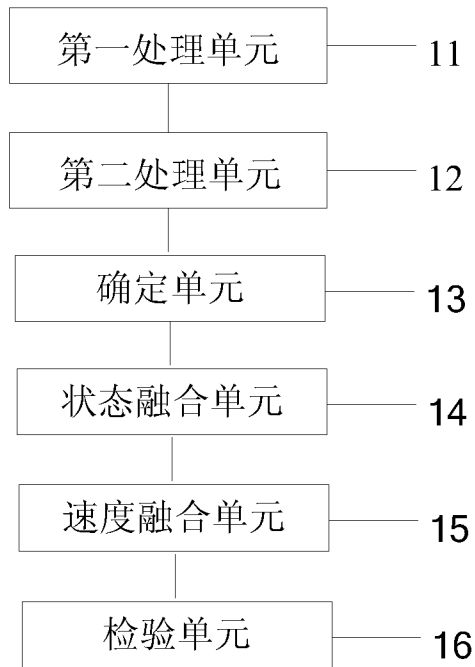 第一处理单元 11
第二处理单元 12
确定单元 13
状态融合单元 14
速度融合单元 15
检验单元 16